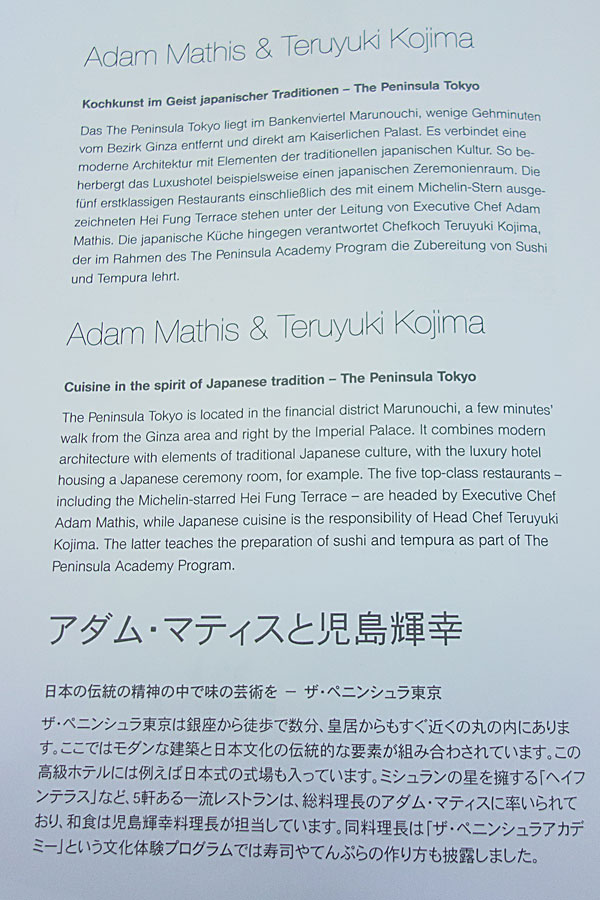 Adam Mathis & Teruyuki Kojima
Kochkunst im Geist japanischer Traditionen – The Peninsula Tokyo
Das The Peninsula Tokyo liegt im Bankenviertel Marunouchi, wenige Gehminuten
vom Bezirk Ginza entfernt und direkt am Kaiserlichen Palast. Es verbindet eine
moderne Architektur mit Elementen der traditionellen japanischen Kultur. So be-
herbergt das Luxushotel beispielsweise einen japanischen Zeremonienraum. Die
fünf erstklassigen Restaurants einschließlich des mit einem Michelin-Stern ausge-
zeichneten Hei Fung Terrace stehen unter der Leitung von Executive Chef Adam
Mathis. Die japanische Küche hingegen verantwortet Chefkoch Teruyuki Kojima,
der im Rahmen des The Peninsula Academy Program die Zubereitung von Sushi
und Tempura lehrt.
Adam Mathis & Teruyuki Kojima
Cuisine in the spirit of Japanese tradition – The Peninsula Tokyo
The Peninsula Tokyo is located in the financial district Marunouchi, a few minutes’
walk from the Ginza area and right by the Imperial Palace. It combines modern
architecture with elements of traditional Japanese culture, with the luxury hotel
housing a Japanese ceremony room, for example. The five top-class restaurants –
including the Michelin-starred Hei Fung Terrace – are headed by Executive Chef
Adam Mathis, while Japanese cuisine is the responsibility of Head Chef Teruyuki
Kojima. The latter teaches the preparation of sushi and tempura as part of The
Peninsula Academy Program.
アダム・マティスと児島輝幸
日本の伝統の精神の中で味の芸術を － ザ・ペニンシュラ東京
ザ・ペニンシュラ東京は銀座から徒歩で数分、皇居からもすぐ近くの丸の内にありま
す。ここではモダンな建築と日本文化の伝統的な要素が組み合わされています。この
高級ホテルには例えば日本式の式場も入っています。ミシュランの星を擁する「ヘイフ
ンテラス」など、5軒ある一流レストランは、総料理長のアダム・マティスに率いられて
おり、和食は児島輝幸料理長が担当しています。同料理長は「ザ・ペニンシュラアカデ
ミー」という文化体験プログラムでは寿司やてんぷらの作り方も披露しました。